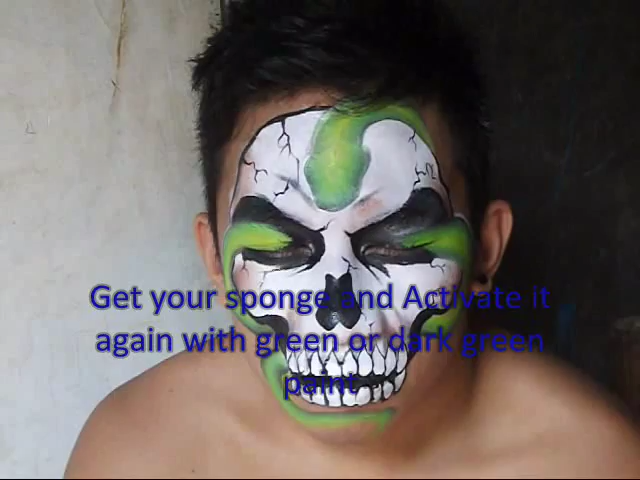 Get your sponge and Activate it
again with green or dark green
paint